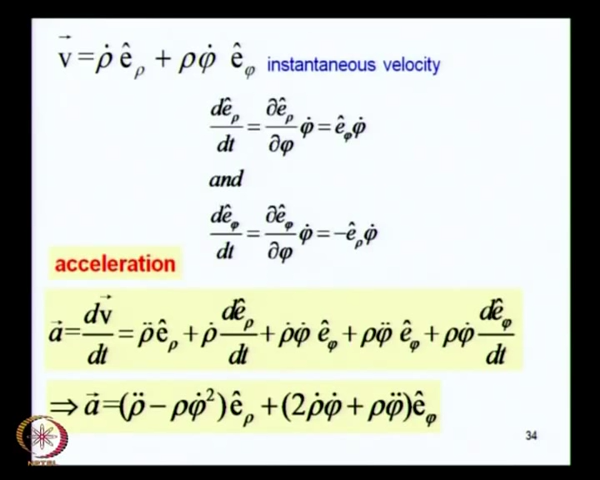 v⃗ = ρ̇ ê_ρ + ρφ̇ ê_φ instantaneous velocity
dê_ρ/dt = ∂ê_ρ/∂φ φ̇ = ê_φ φ̇
and
dê_φ/dt = ∂ê_φ/∂φ φ̇ = −ê_ρ φ̇
acceleration
a⃗ = dv⃗/dt = ρ̈ê_ρ + ρ̇ dê_ρ/dt + ρ̇φ̇ ê_φ + ρφ̈ ê_φ + ρφ̇ dê_φ/dt
⇒ a⃗ = (ρ̈ − ρφ̇²)ê_ρ + (2ρ̇φ̇ + ρφ̈)ê_φ
NPTEL
34